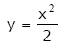 y = x²/2